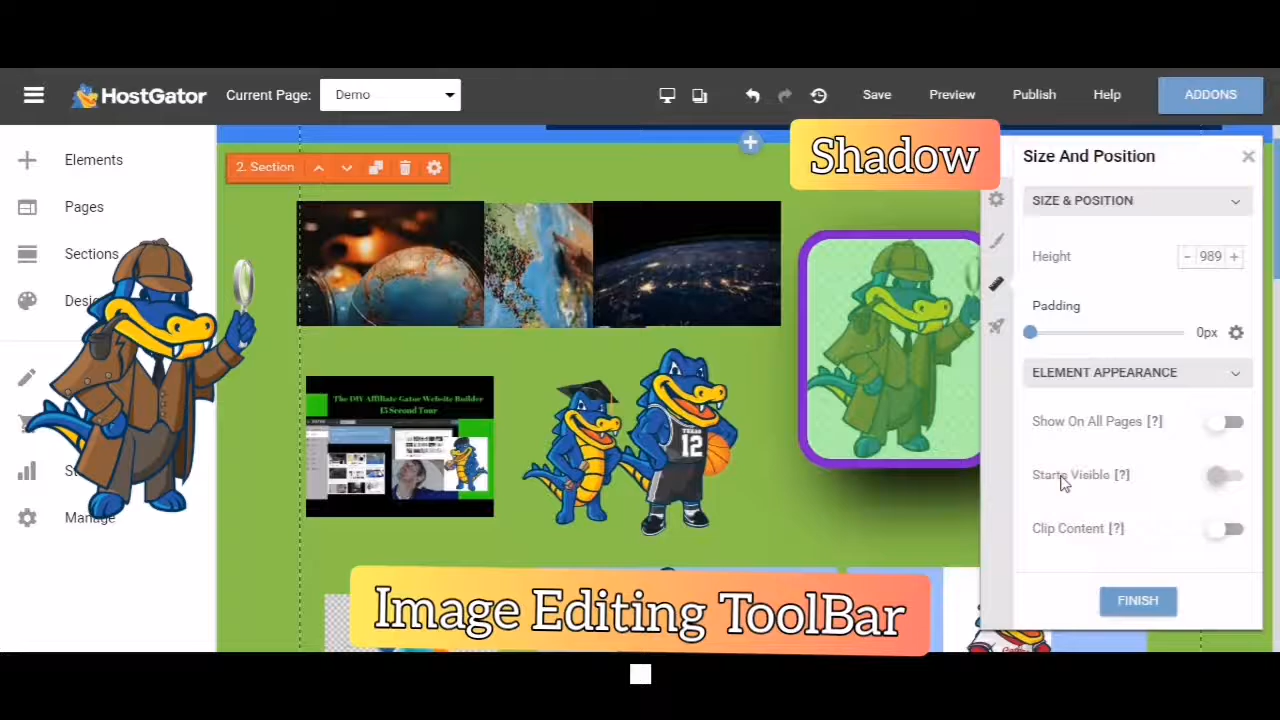 HostGator
Current Page:
Demo
Save
Preview
Publish
Help
ADDONS
Shadow
Elements
Pages
Sections
Manage
2. Section
The DIY Affiliate Gator Website Builder
15 Second Tour
TEXAS
12
Size And Position
SIZE & POSITION
Height
- 989 +
Padding
0px
ELEMENT APPEARANCE
Show On All Pages [?]
Starts Visible [?]
Clip Content [?]
FINISH
Image Editing ToolBar